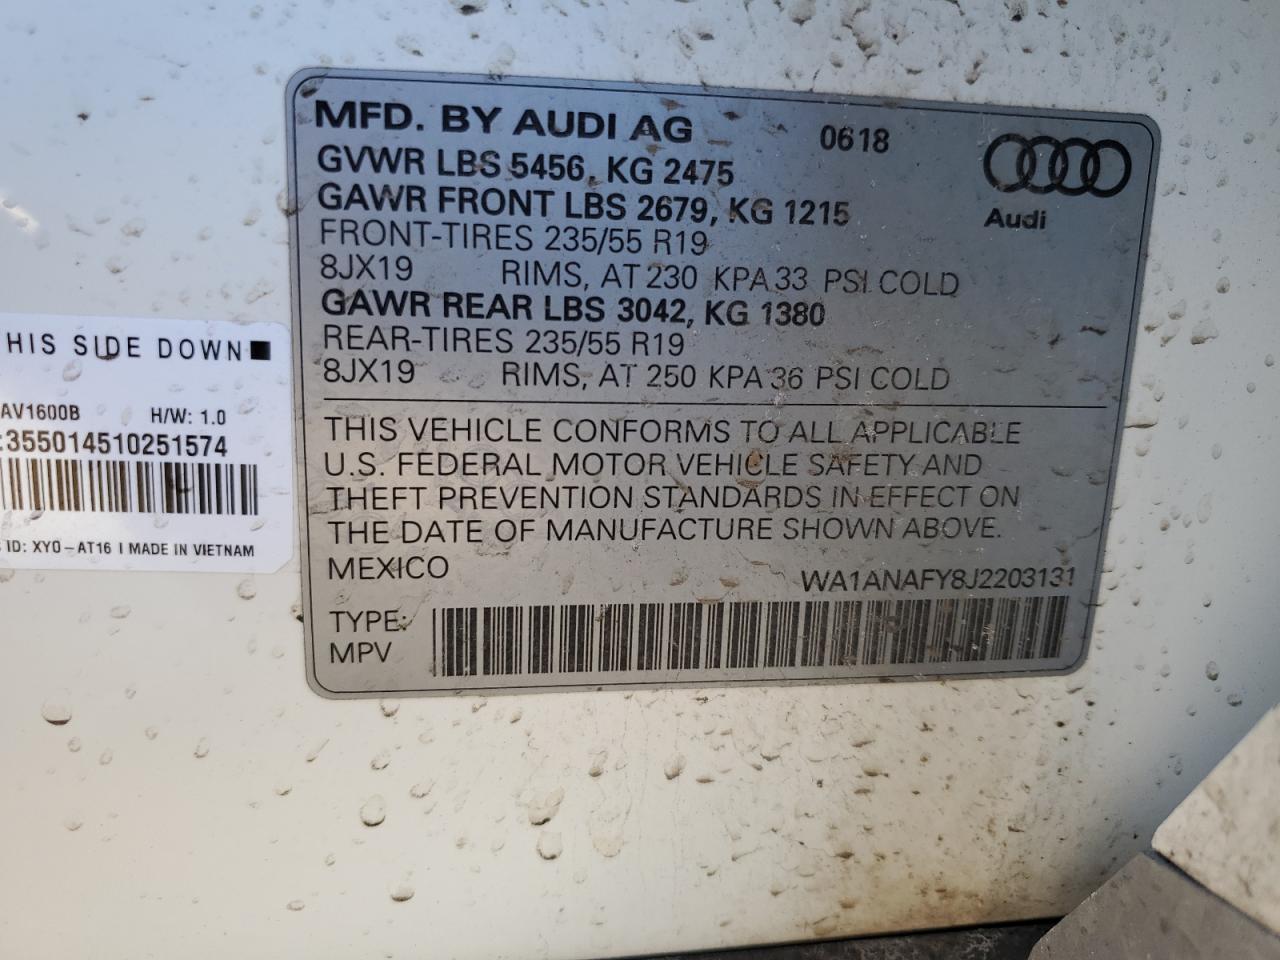 MFD. BY AUDI AG 0618
GVWR LBS 5456, KG 2475
GAWR FRONT LBS 2679, KG 1215
Audi
FRONT-TIRES 235/55 R19
8JX19 RIMS, AT 230 KPA 33 PSI COLD
GAWR REAR LBS 3042, KG 1380
REAR-TIRES 235/55 R19
8JX19 RIMS, AT 250 KPA 36 PSI COLD
THIS VEHICLE CONFORMS TO ALL APPLICABLE
U.S. FEDERAL MOTOR VEHICLE SAFETY AND
THEFT PREVENTION STANDARDS IN EFFECT ON
THE DATE OF MANUFACTURE SHOWN ABOVE.
MEXICO WA1ANAFY8J2203131
TYPE:
MPV
HIS SIDE DOWN■
AV1600B H/W: 1.0
:355014510251574
ID: XY0-AT16 I MADE IN VIETNAM